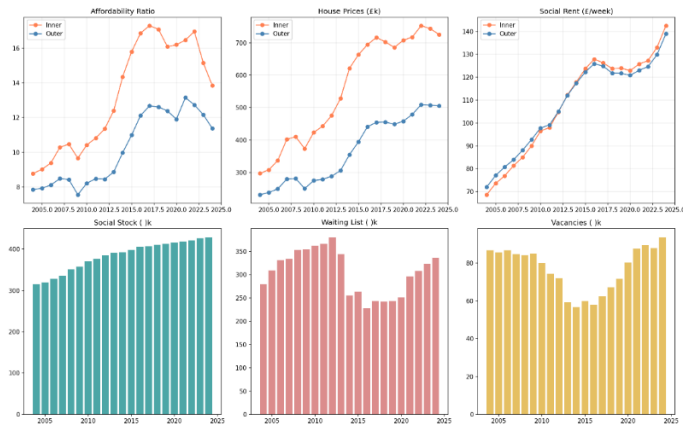 Affordability Ratio
House Prices (£k)
Social Rent (£/week)
Inner
Outer
16
14
12
10
8
2005.0 2007.5 2010.0 2012.5 2015.0 2017.5 2020.0 2022.5 2025.0
Inner
Outer
700
600
500
400
300
2005.0 2007.5 2010.0 2012.5 2015.0 2017.5 2020.0 2022.5 2025.0
Inner
Outer
140
130
120
110
100
90
80
70
2005.0 2007.5 2010.0 2012.5 2015.0 2017.5 2020.0 2022.5 2025.0
Social Stock ( )k
Waiting List ( )k
Vacancies ( )k
400
300
200
100
0
2005 2010 2015 2020 2025
350
300
250
200
150
100
50
0
2005 2010 2015 2020 2025
80
60
40
20
0
2005 2010 2015 2020 2025